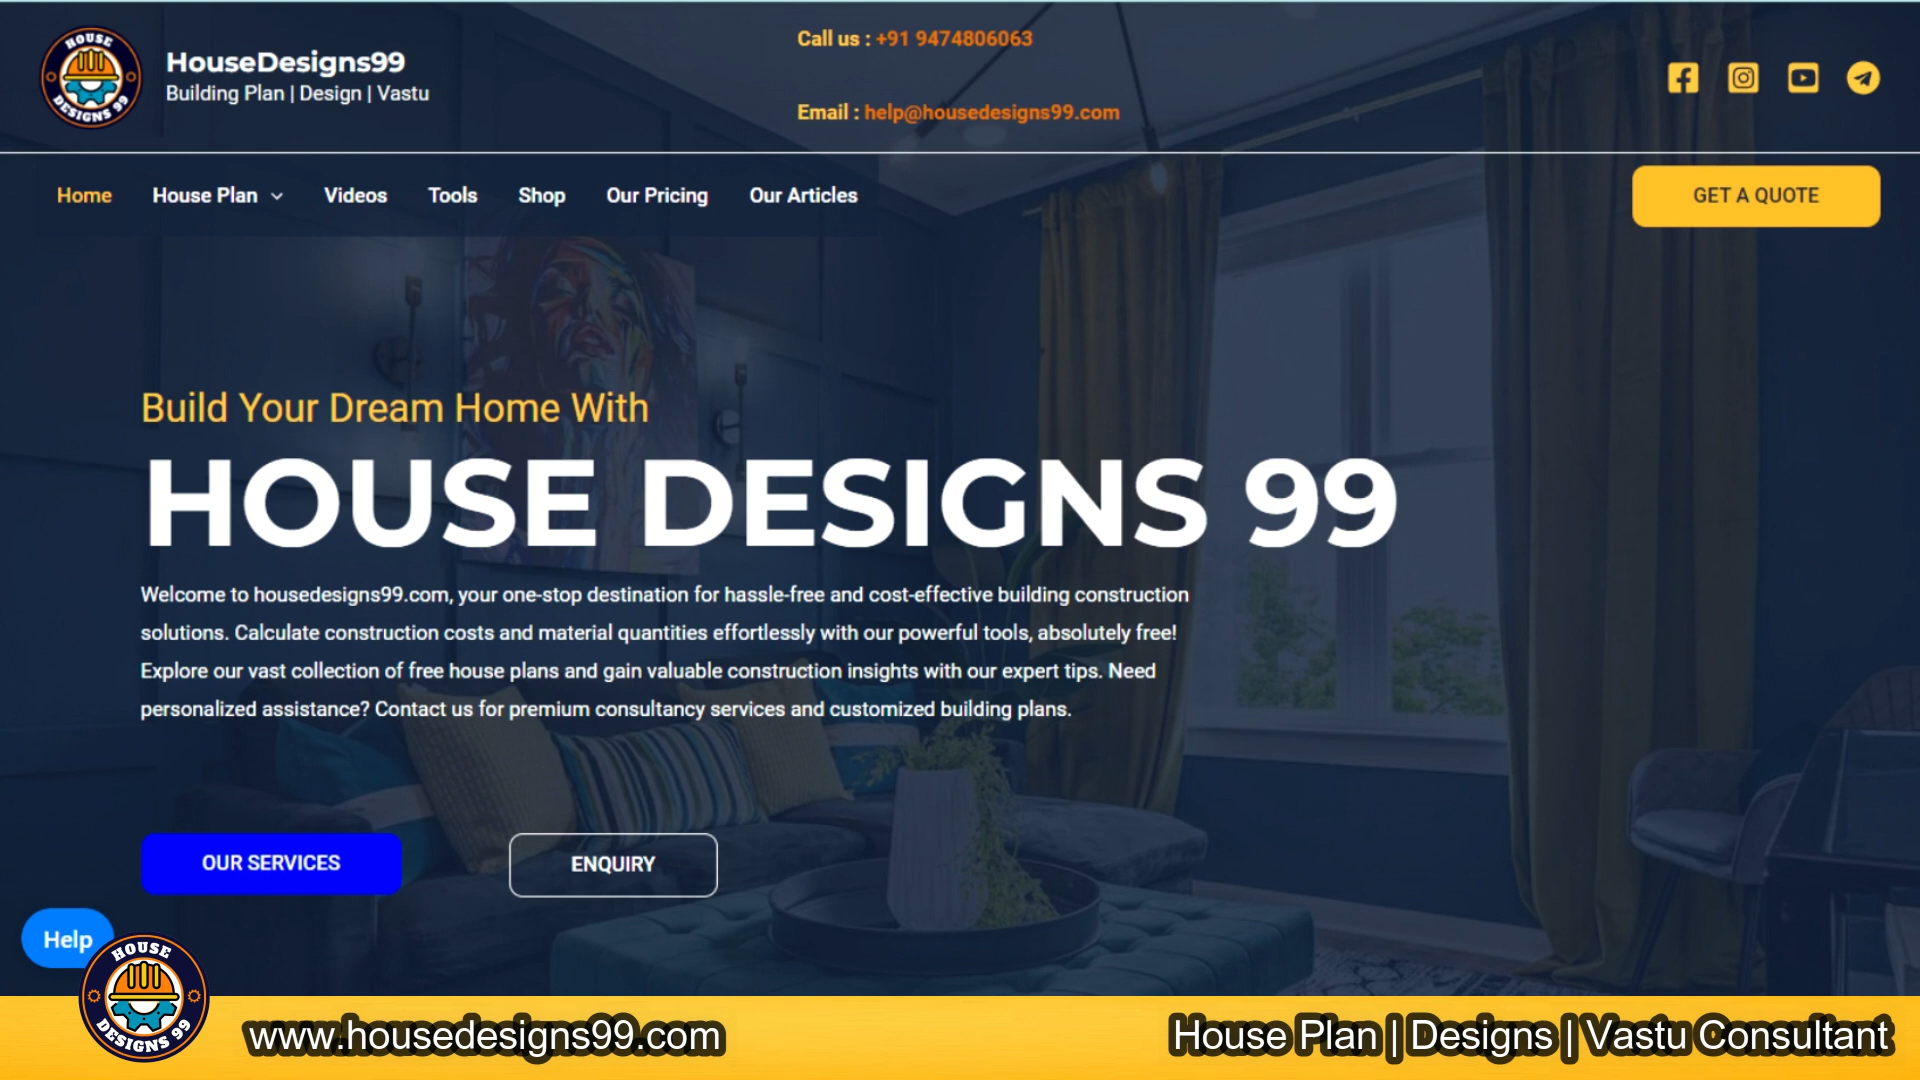 HOUSE
DESIGNS 99
HouseDesigns99
Building Plan | Design | Vastu
Call us : +91 9474806063
Email : help@housedesigns99.com
Home House Plan Videos Tools Shop Our Pricing Our Articles
GET A QUOTE
Build Your Dream Home With
HOUSE DESIGNS 99
Welcome to housedesigns99.com, your one-stop destination for hassle-free and cost-effective building construction
solutions. Calculate construction costs and material quantities effortlessly with our powerful tools, absolutely free!
Explore our vast collection of free house plans and gain valuable construction insights with our expert tips. Need
personalized assistance? Contact us for premium consultancy services and customized building plans.
OUR SERVICES
ENQUIRY
Help
HOUSE
DESIGNS 99
www.housedesigns99.com
House Plan | Designs | Vastu Consultant